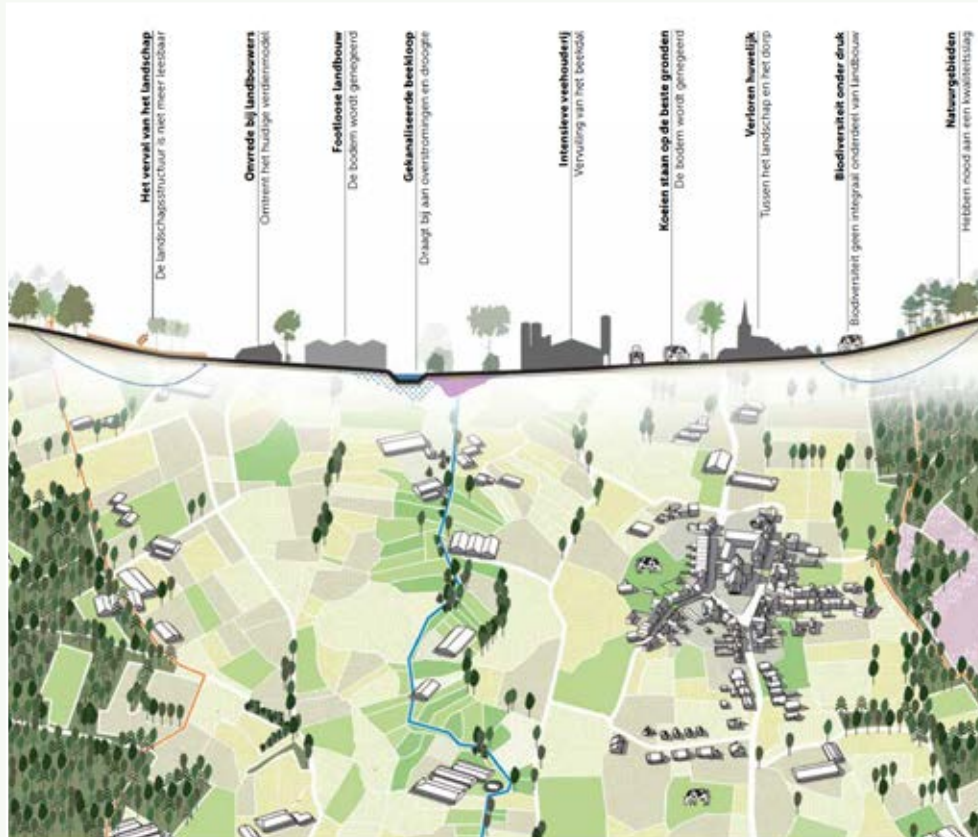 Het verval van het landschap
De landschapsstructuur is niet meer leesbaar
Onvrede bij landbouwers
Omtrent het huidige verdienmodel
Footloose landbouw
De bodem wordt genegeerd
Gekanaliseerde beekloop
Draagt bij aan overstromingen en droogte
Intensieve veehouderij
Vervuiling van het beekdal
Koeien staan op de beste gronden
De bodem wordt genegeerd
Verloren huwelijk
Tussen het landschap en het dorp
Biodiversiteit onder druk
Biodiversiteit geen integraal onderdeel van landbouw
Natuurgebieden
Hebben nood aan een kwaliteitsslag